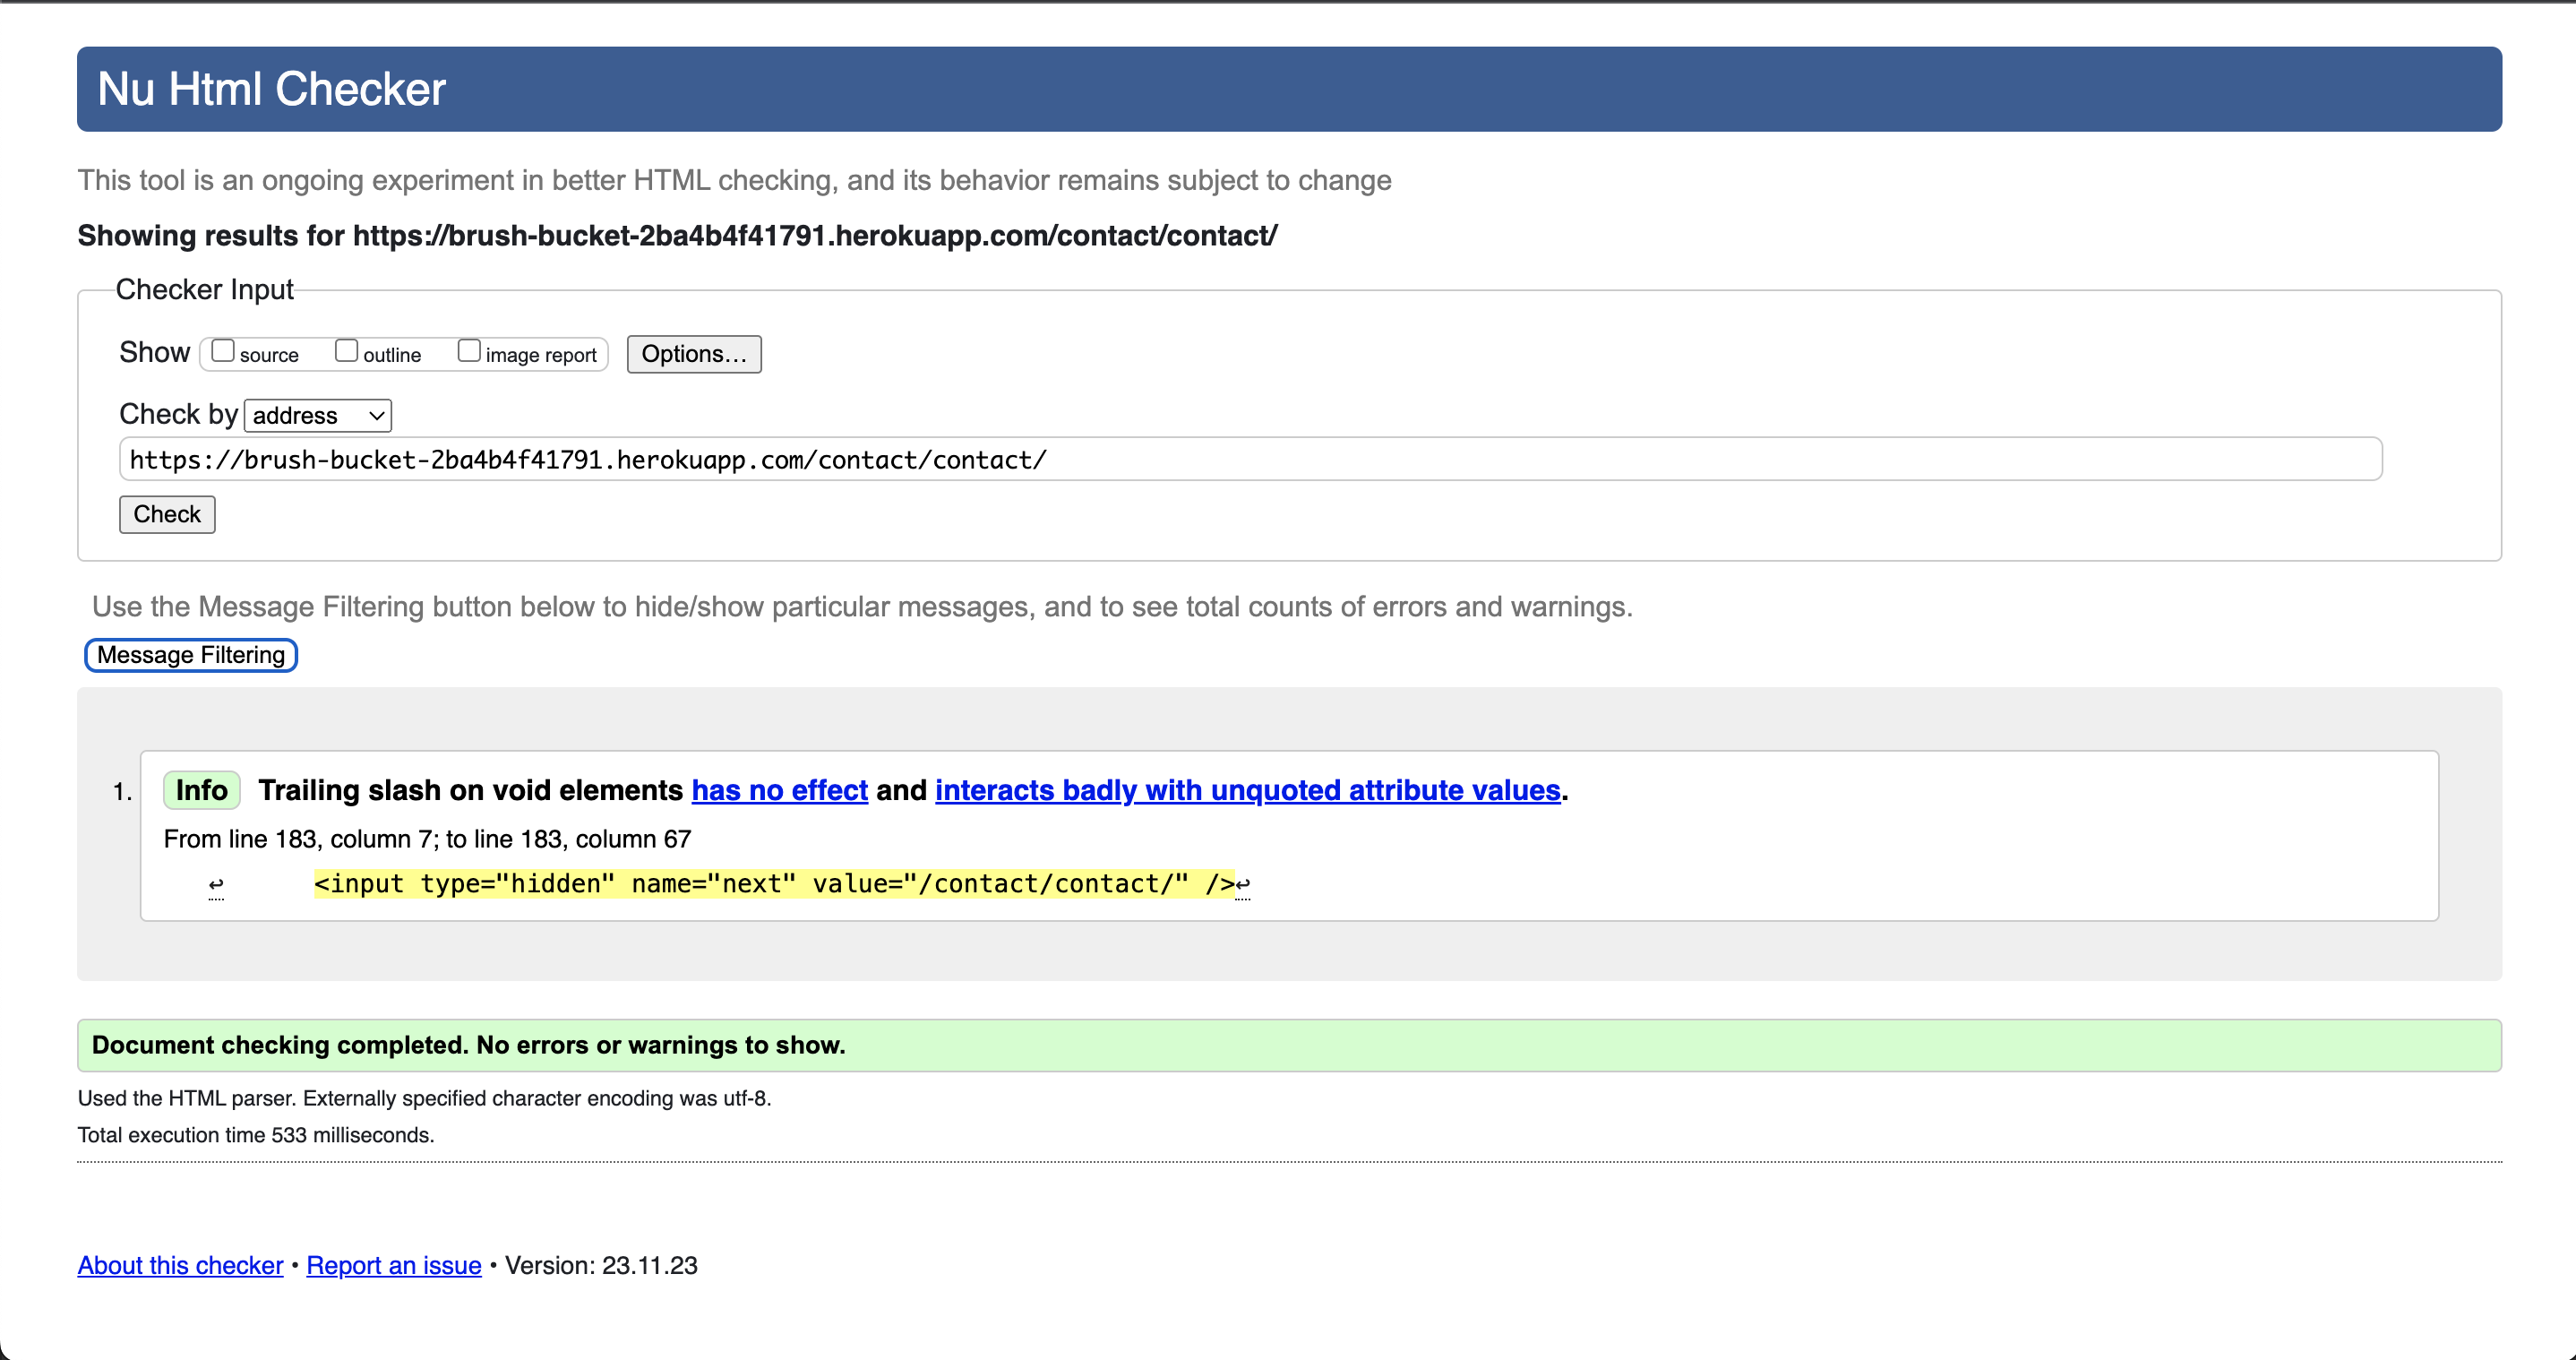 Nu Html Checker
This tool is an ongoing experiment in better HTML checking, and its behavior remains subject to change
Showing results for https://brush-bucket-2ba4b4f41791.herokuapp.com/contact/contact/
Checker Input
Show source outline image report Options...
Check by address
https://brush-bucket-2ba4b4f41791.herokuapp.com/contact/contact/
Check
Use the Message Filtering button below to hide/show particular messages, and to see total counts of errors and warnings.
Message Filtering
1. Info Trailing slash on void elements has no effect and interacts badly with unquoted attribute values.
From line 183, column 7; to line 183, column 67
↩ <input type="hidden" name="next" value="/contact/contact/" />↩
Document checking completed. No errors or warnings to show.
Used the HTML parser. Externally specified character encoding was utf-8.
Total execution time 533 milliseconds.
About this checker • Report an issue • Version: 23.11.23